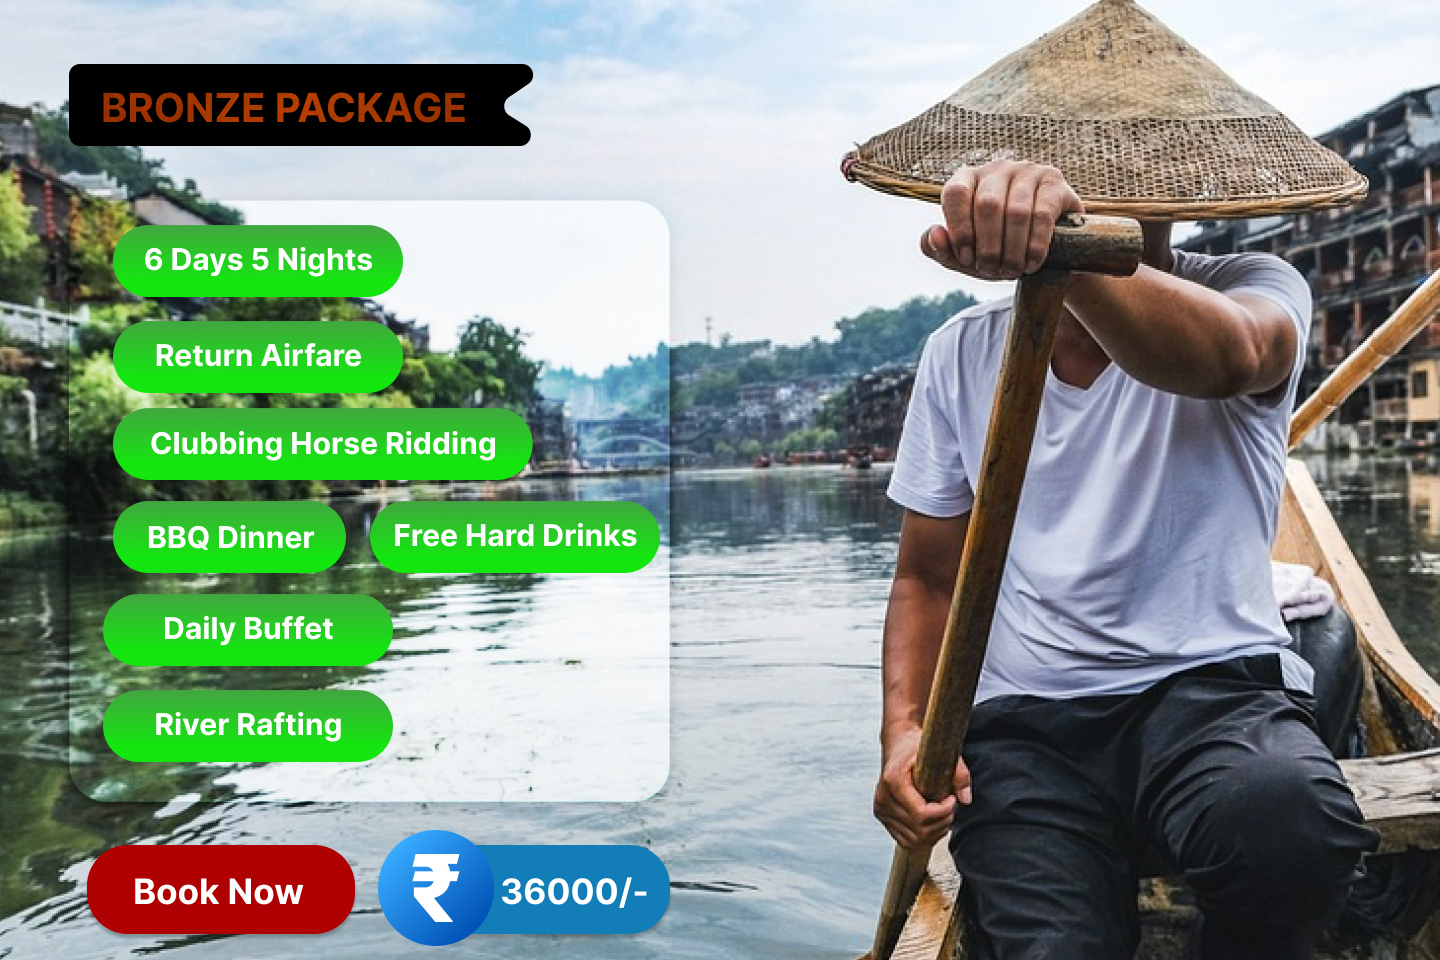 BRONZE PACKAGE
6 Days 5 Nights
Return Airfare
Clubbing Horse Ridding
BBQ Dinner
Free Hard Drinks
Daily Buffet
River Rafting
Book Now
₹ 36000/-